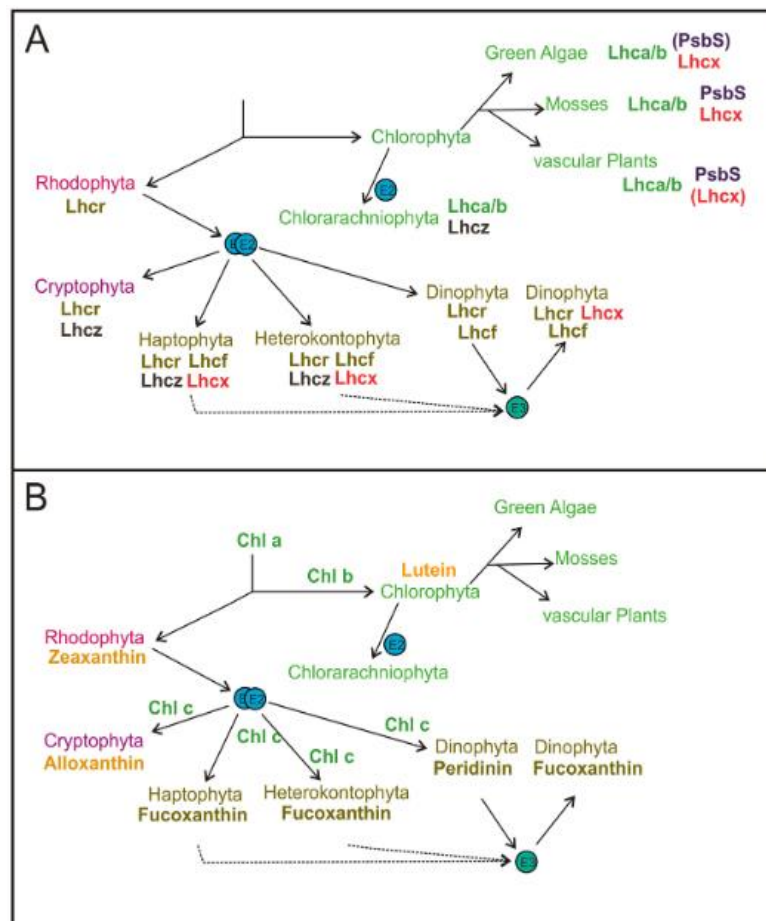 A
(PsbS)
Green Algae Lhca/b Lhcx
PsbS
Mosses Lhca/b Lhcx
Chlorophyta
vascular Plants PsbS
Lhca/b (Lhcx)
Rhodophyta
Lhcr
E2
Chlorarachniophyta Lhca/b
Lhcz
E2
Cryptophyta
Lhcr
Lhcz
Haptophyta
Lhcr Lhcf
Lhcz Lhcx
Heterokontophyta
Lhcr Lhcf
Lhcz Lhcx
Dinophyta
Lhcr
Lhcf
Dinophyta
Lhcr Lhcx
Lhcf
E3
B
Green Algae
Chl a
Chl b
Lutein
Chlorophyta
Mosses
vascular Plants
Rhodophyta
Zeaxanthin
E2
Chlorarachniophyta
E2
Chl c
Chl c
Chl c
Chl c
Cryptophyta
Alloxanthin
Haptophyta
Fucoxanthin
Heterokontophyta
Fucoxanthin
Dinophyta
Peridinin
Dinophyta
Fucoxanthin
E3